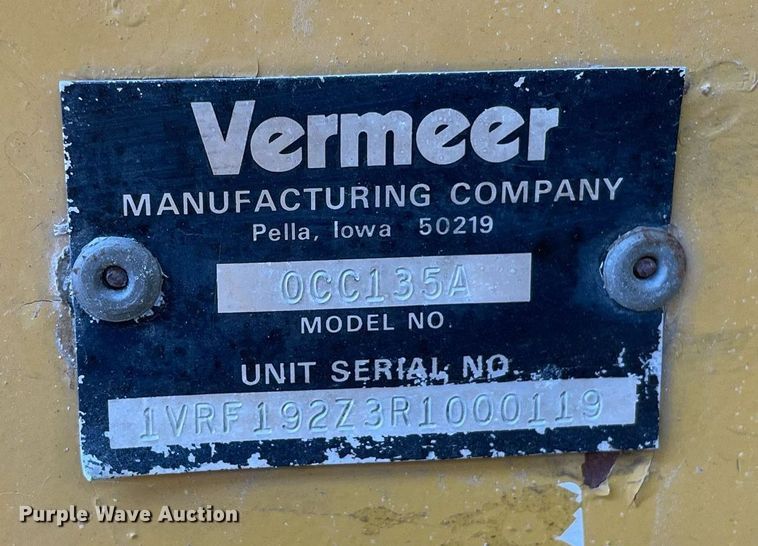 Vermeer
MANUFACTURING COMPANY
Pella, Iowa 50219
0CC135A
MODEL NO.
UNIT SERIAL NO.
1VRF192Z3R1000119
Purple Wave Auction